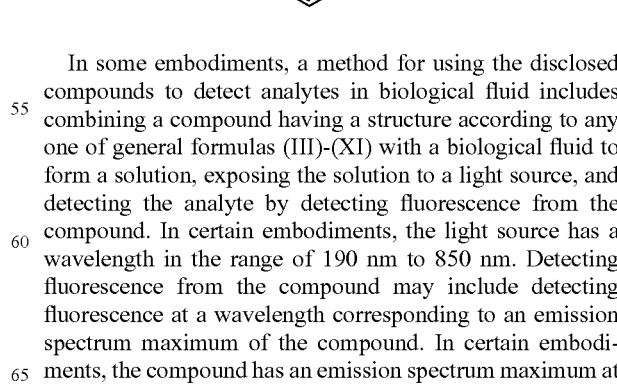 In some embodiments, a method for using the disclosed
55 compounds to detect analytes in biological fluid includes
combining a compound having a structure according to any
one of general formulas (III)-(XI) with a biological fluid to
form a solution, exposing the solution to a light source, and
detecting the analyte by detecting fluorescence from the
60 compound. In certain embodiments, the light source has a
wavelength in the range of 190 nm to 850 nm. Detecting
fluorescence from the compound may include detecting
fluorescence at a wavelength corresponding to an emission
spectrum maximum of the compound. In certain embodi-
65 ments, the compound has an emission spectrum maximum at